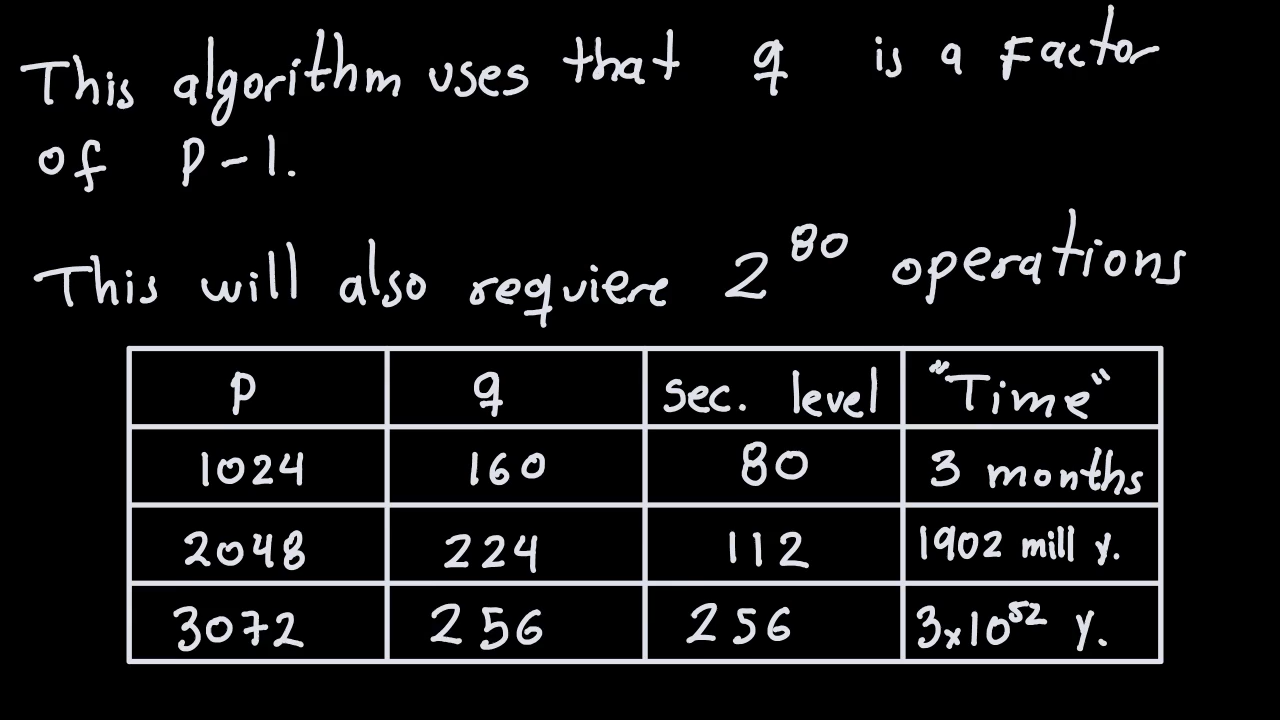 This algorithm uses that q is a factor
of p-1.
This will also requiere 2^80 operations
p q sec. level "Time"
1024 160 80 3 months
2048 224 112 1902 mill y.
3072 256 256 3x10^52 y.